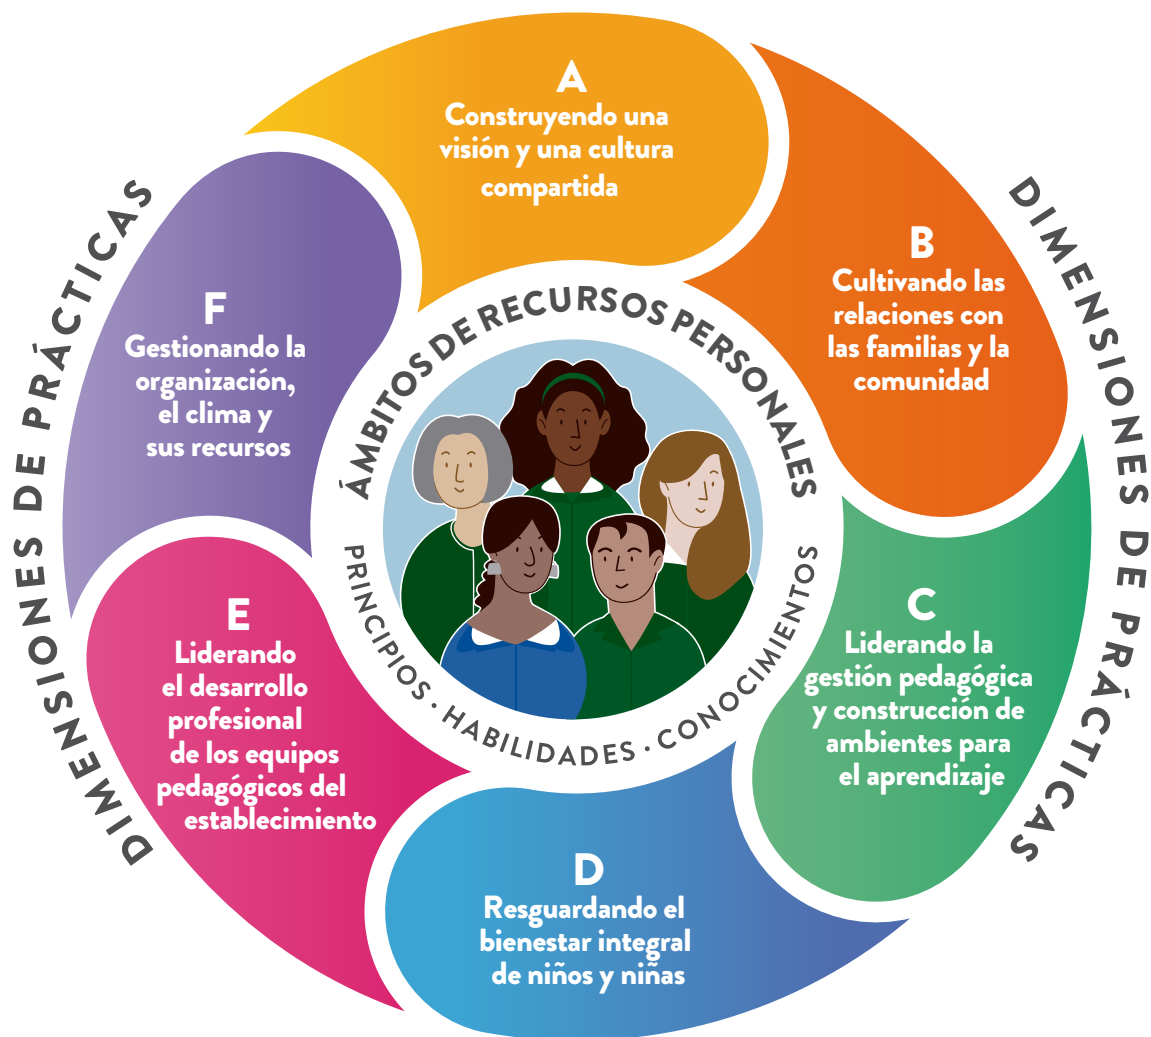 A
Construyendo una
visión y una cultura
compartida
B
Cultivando las
relaciones con
las familias y la
comunidad
C
Liderando la
gestión pedagógica
y construcción de
ambientes para
el aprendizaje
D
Resguardando el
bienestar integral
de niños y niñas
E
Liderando
el desarrollo
profesional
de los equipos
pedagógicos del
establecimiento
F
Gestionando la
organización,
el clima y
sus recursos
DIMENSIONES DE PRÁCTICAS
DIMENSIONES DE PRÁCTICAS
ÁMBITOS DE RECURSOS PERSONALES
PRINCIPIOS · HABILIDADES · CONOCIMIENTOS